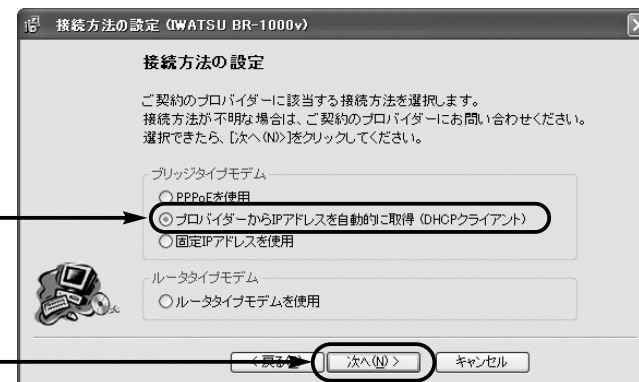 接続方法の設定 (IWATSU BR-1000v)
接続方法の設定
ご契約のプロバイダーに該当する接続方法を選択します。
接続方法が不明な場合は、ご契約のプロバイダーにお問い合わせください。
選択できたら、[次へ(N)>]をクリックしてください。
ブリッジタイプモデム
PPPoEを使用
プロバイダーからIPアドレスを自動的に取得 (DHCPクライアント)
固定IPアドレスを使用
ルータタイプモデム
ルータタイプモデムを使用
< 戻る(B) 次へ(N) > キャンセル